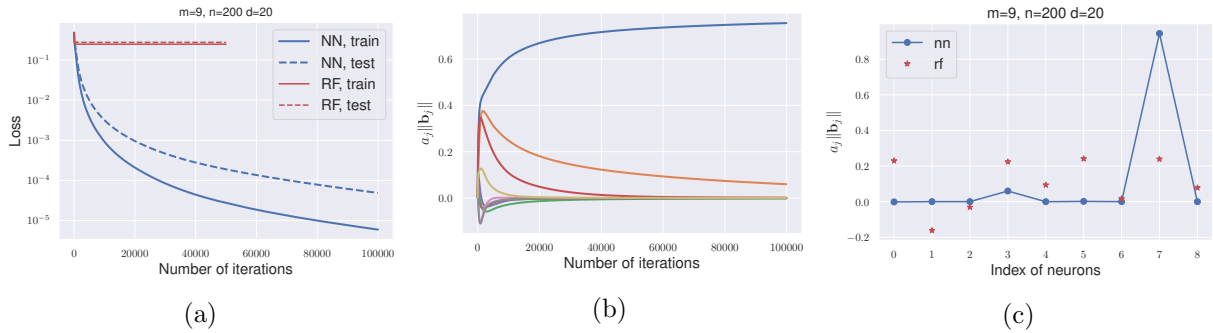 m=9, n=200 d=20
Loss
10⁻¹
10⁻²
10⁻³
10⁻⁴
10⁻⁵
NN, train
NN, test
RF, train
RF, test
0 20000 40000 60000 80000 100000
Number of iterations
(a)
a_j‖b_j‖
0.6
0.4
0.2
0.0
0 20000 40000 60000 80000 100000
Number of iterations
(b)
m=9, n=200 d=20
a_j‖b_j‖
0.8
0.6
0.4
0.2
0.0
−0.2
nn
rf
0 1 2 3 4 5 6 7 8
Index of neurons
(c)